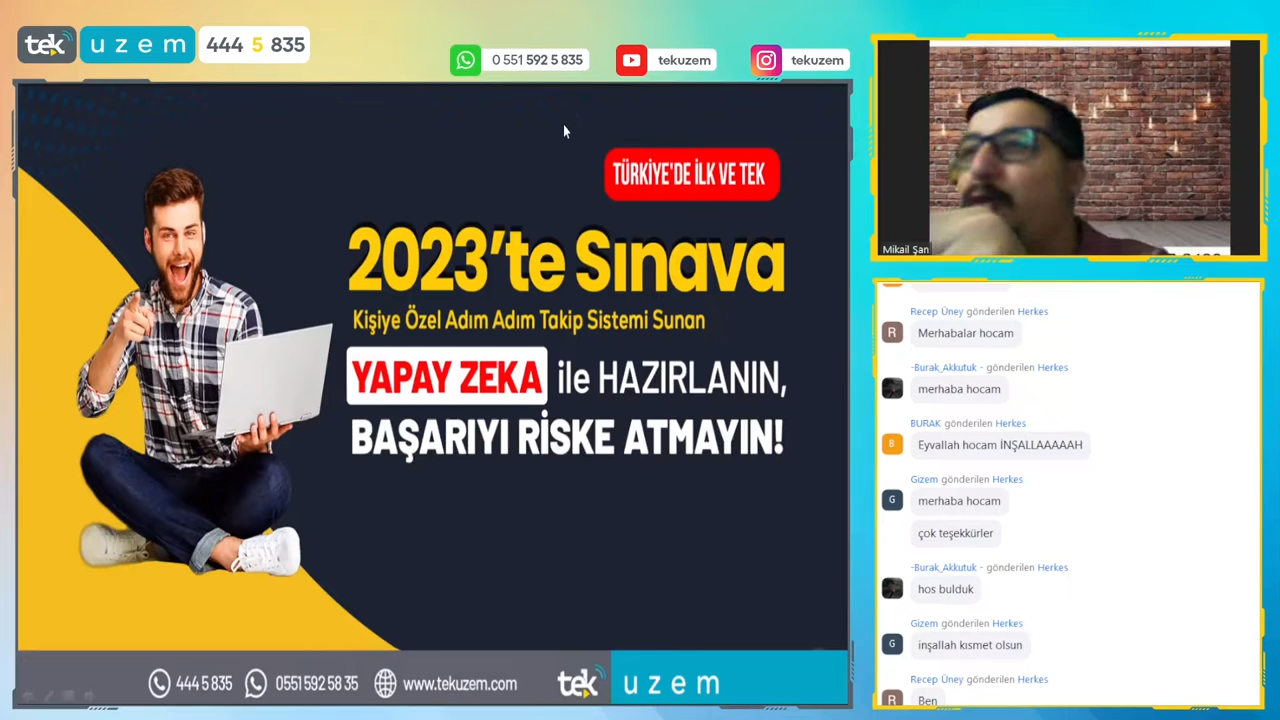 tek uzem 444 5 835
0 551 592 5 835
tekuzem
tekuzem
TÜRKİYE'DE İLK VE TEK
2023'te Sınava
Kişiye Özel Adım Adım Takip Sistemi Sunan
YAPAY ZEKA ile HAZIRLANIN,
BAŞARIYI RİSKE ATMAYIN!
444 5 835
0551 592 58 35
www.tekuzem.com
tek uzem
Mikail Şan
Recep Üney gönderilen Herkes
R
Merhabalar hocam
-Burak_Akkutuk - gönderilen Herkes
merhaba hocam
BURAK gönderilen Herkes
B
Eyvallah hocam İNŞALLAAAAAH
Gizem gönderilen Herkes
G
merhaba hocam
çok teşekkürler
-Burak_Akkutuk - gönderilen Herkes
hos bulduk
Gizem gönderilen Herkes
G
inşallah kısmet olsun
Recep Üney gönderilen Herkes
R
Ben